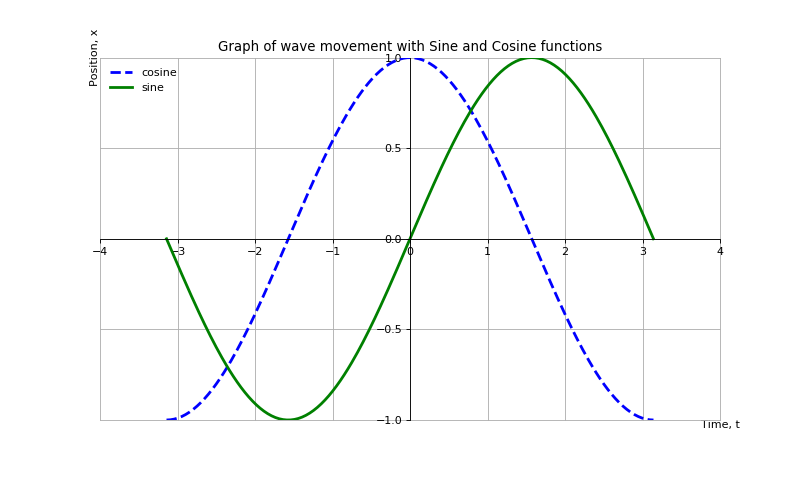 Graph of wave movement with Sine and Cosine functions
Position, x
cosine
sine
1.0
0.5
0.0
−0.5
−1.0
−4 −3 −2 −1 0 1 2 3 4
Time, t